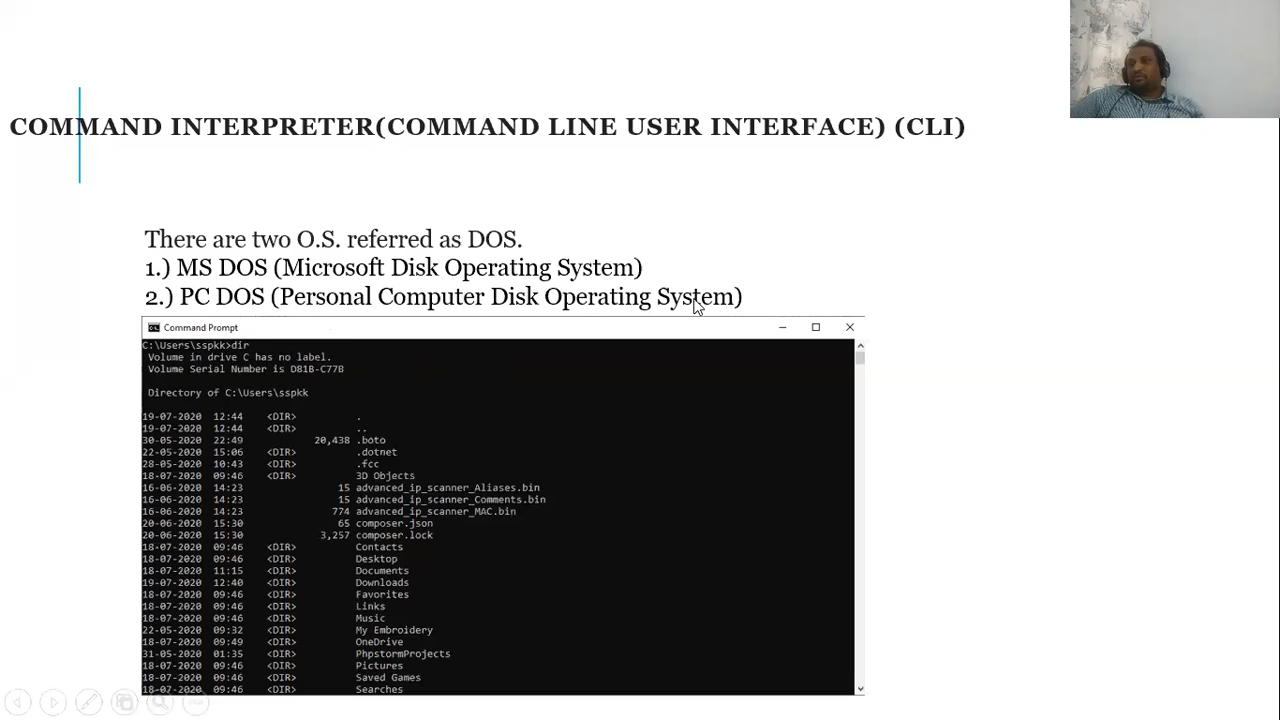 COMMAND INTERPRETER(COMMAND LINE USER INTERFACE) (CLI)
There are two O.S. referred as DOS.
1.) MS DOS (Microsoft Disk Operating System)
2.) PC DOS (Personal Computer Disk Operating System)
Command Prompt
C:\Users\sspkk>dir
Volume in drive C has no label.
Volume Serial Number is D81B-C77B
Directory of C:\Users\sspkk
19-07-2020 12:44 <DIR> .
19-07-2020 12:44 <DIR> ..
30-05-2020 22:49 20,438 .boto
22-05-2020 15:06 <DIR> .dotnet
28-05-2020 10:43 <DIR> .fcc
18-07-2020 09:46 <DIR> 3D Objects
16-06-2020 14:23 15 advanced_ip_scanner_Aliases.bin
16-06-2020 14:23 15 advanced_ip_scanner_Comments.bin
16-06-2020 14:23 774 advanced_ip_scanner_MAC.bin
20-06-2020 15:30 65 composer.json
20-06-2020 15:30 3,257 composer.lock
18-07-2020 09:46 <DIR> Contacts
18-07-2020 09:46 <DIR> Desktop
18-07-2020 11:15 <DIR> Documents
19-07-2020 12:40 <DIR> Downloads
18-07-2020 09:46 <DIR> Favorites
18-07-2020 09:46 <DIR> Links
18-07-2020 09:46 <DIR> Music
22-05-2020 09:32 <DIR> My Embroidery
18-07-2020 09:49 <DIR> OneDrive
31-05-2020 01:35 <DIR> PhpstormProjects
18-07-2020 09:46 <DIR> Pictures
18-07-2020 09:46 <DIR> Saved Games
18-07-2020 09:46 <DIR> Searches